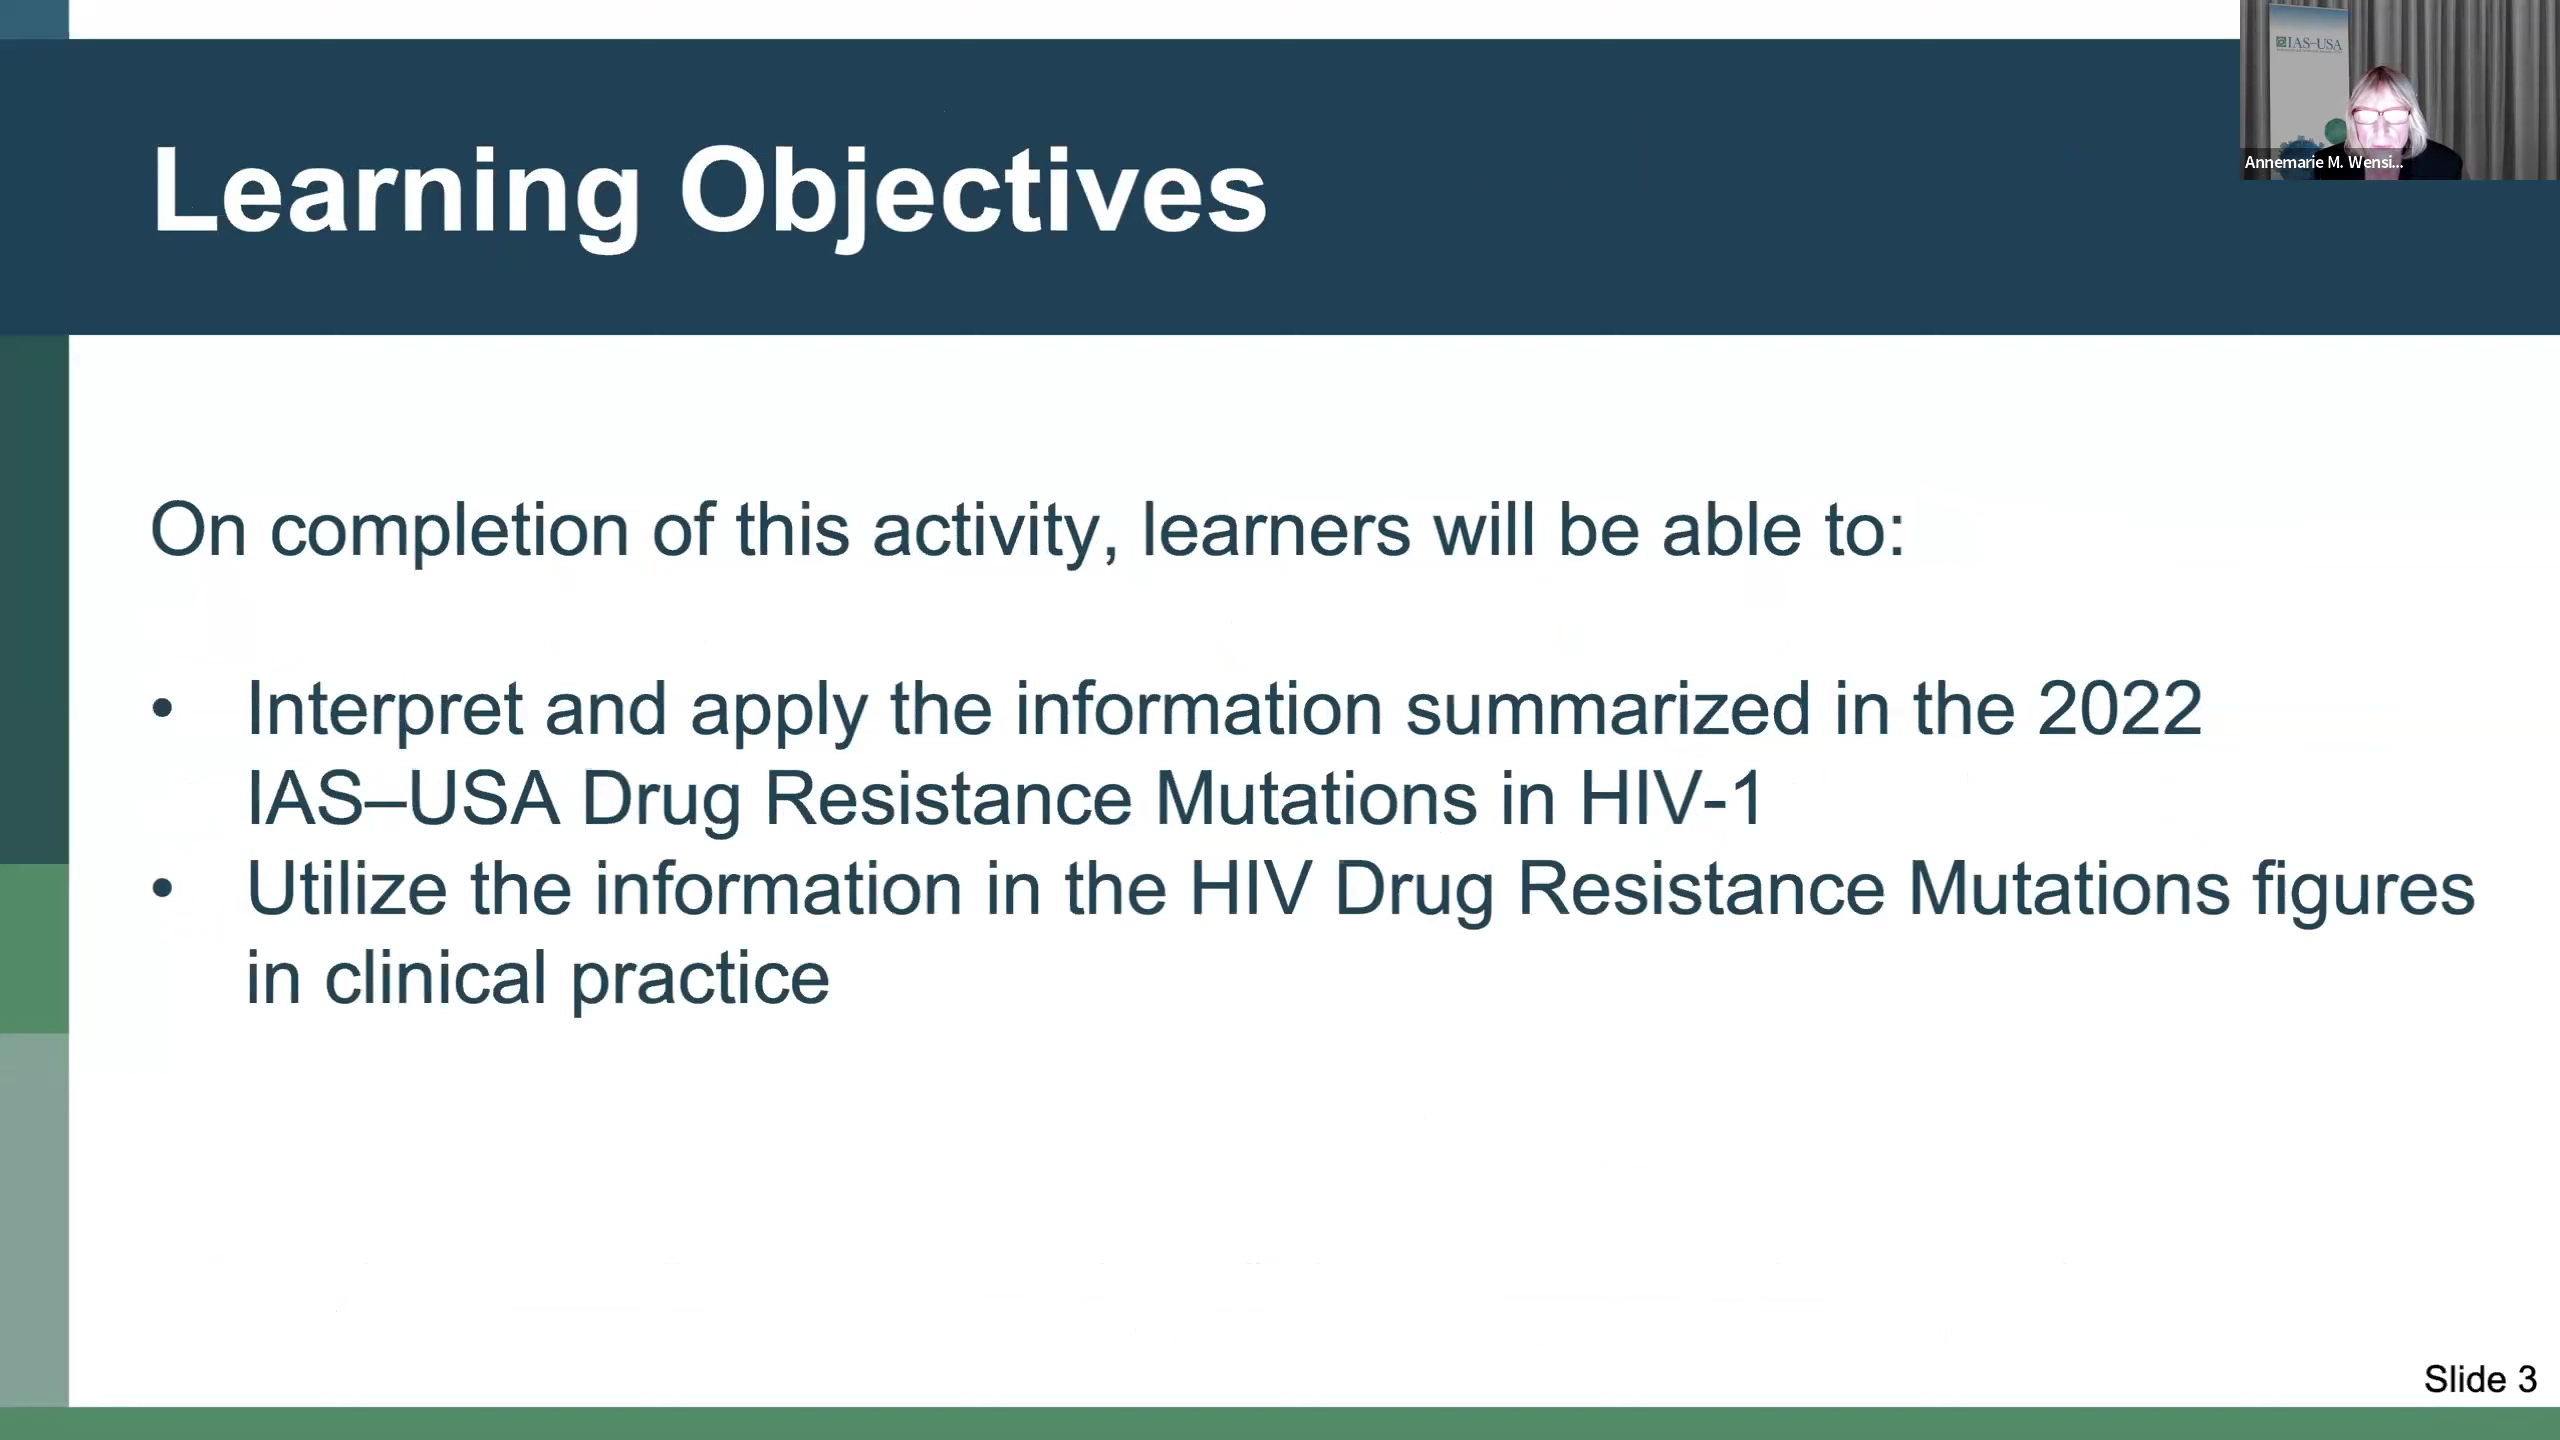 IAS–USA
Annemarie M. Wensi...
Learning Objectives
On completion of this activity, learners will be able to:
• Interpret and apply the information summarized in the 2022
IAS–USA Drug Resistance Mutations in HIV-1
• Utilize the information in the HIV Drug Resistance Mutations figures
in clinical practice
Slide 3